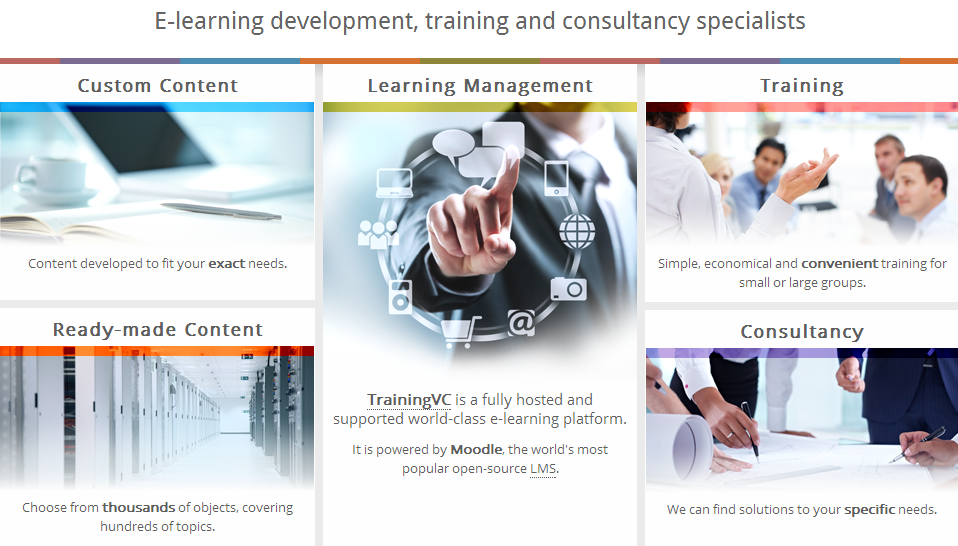 E-learning development, training and consultancy specialists
Custom Content
Content developed to fit your exact needs.
Ready-made Content
Choose from thousands of objects, covering
hundreds of topics.
Learning Management
@
TrainingVC is a fully hosted and
supported world-class e-learning platform.
It is powered by Moodle, the world's most
popular open-source LMS.
Training
Simple, economical and convenient training for
small or large groups.
Consultancy
We can find solutions to your specific needs.